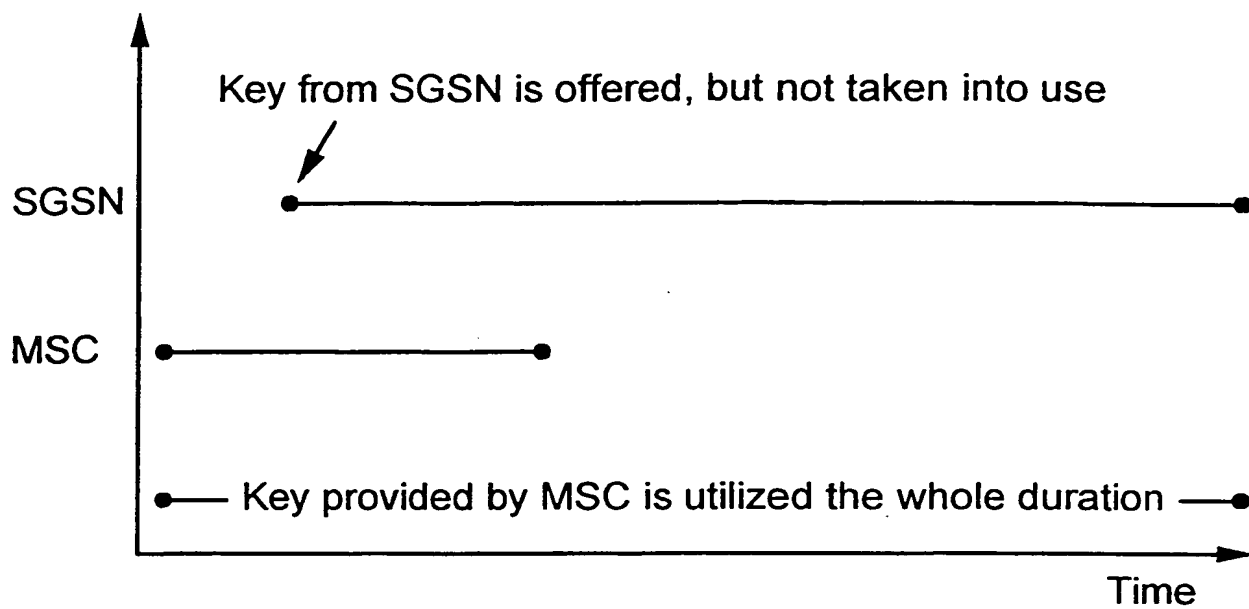 Key from SGSN is offered, but not taken into use
SGSN
MSC
Key provided by MSC is utilized the whole duration
Time